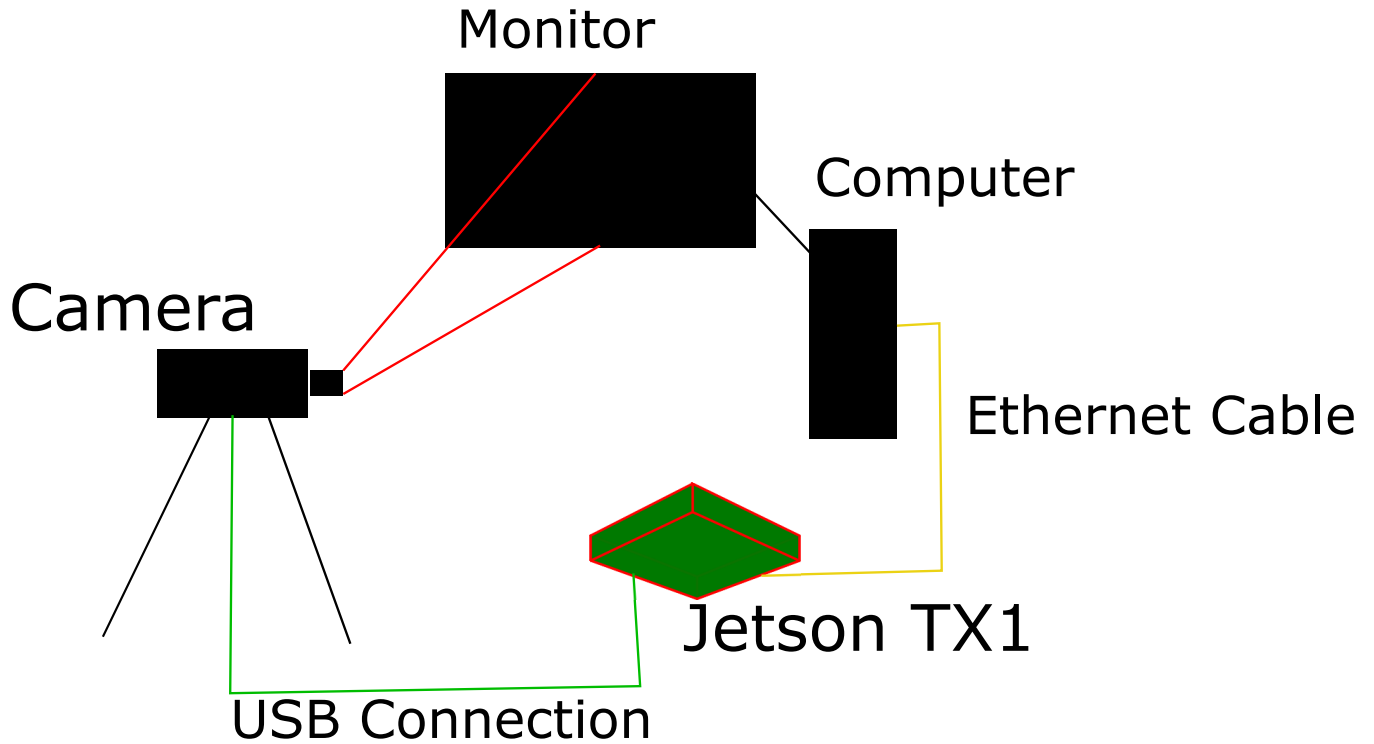 Monitor
Computer
Camera
Ethernet Cable
Jetson TX1
USB Connection